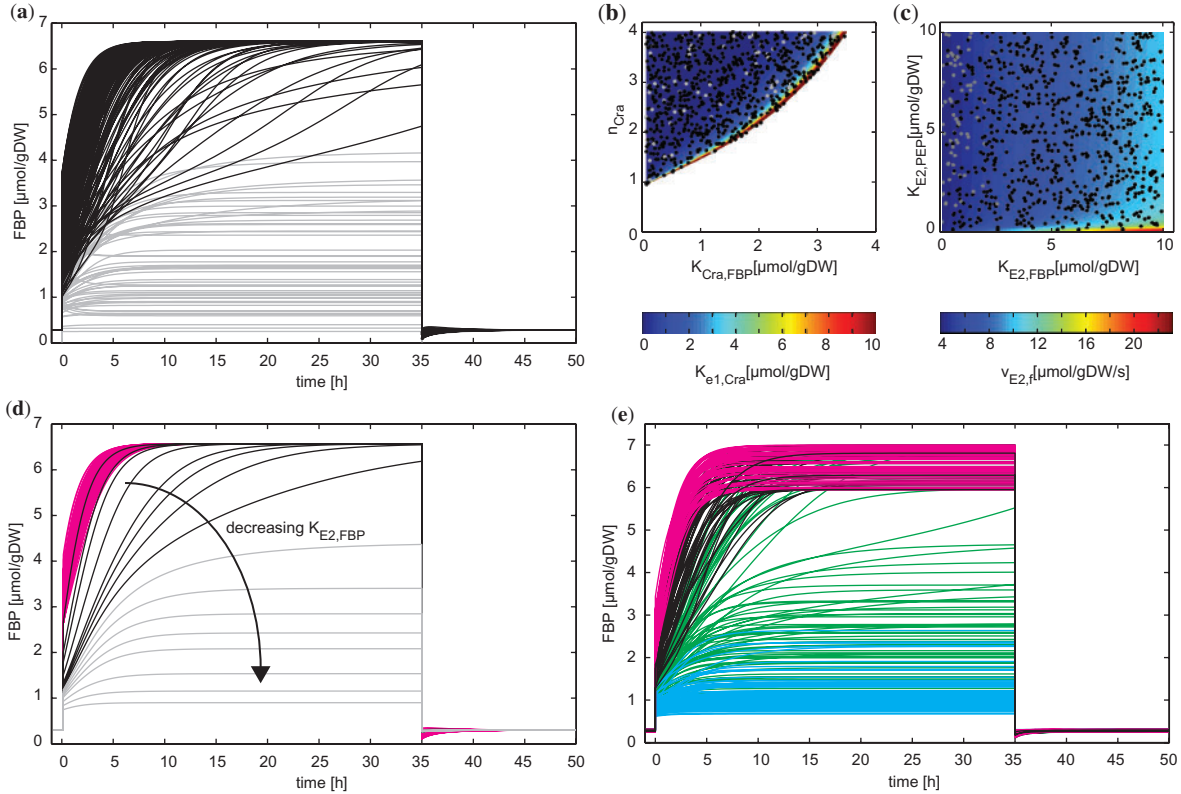 (a)
7
6
5
4
3
2
1
0
FBP [µmol/gDW]
0 5 10 15 20 25 30 35 40 45 50
time [h]
(b)
4
3
2
1
0
n_Cra
0 1 2 3 4
K_Cra,FBP[µmol/gDW]
0 2 4 6 8 10
K_e1,Cra[µmol/gDW]
(c)
10
5
0
K_E2,PEP[µmol/gDW]
0 5 10
K_E2,FBP[µmol/gDW]
4 10 15 20
v_E2,f[µmol/gDW/s]
(d)
7
6
5
4
3
2
1
0
FBP [µmol/gDW]
decreasing K_E2,FBP
0 5 10 15 20 25 30 35 40 45 50
time [h]
(e)
7
6
5
4
3
2
1
0
FBP [µmol/gDW]
0 5 10 15 20 25 30 35 40 45 50
time [h]